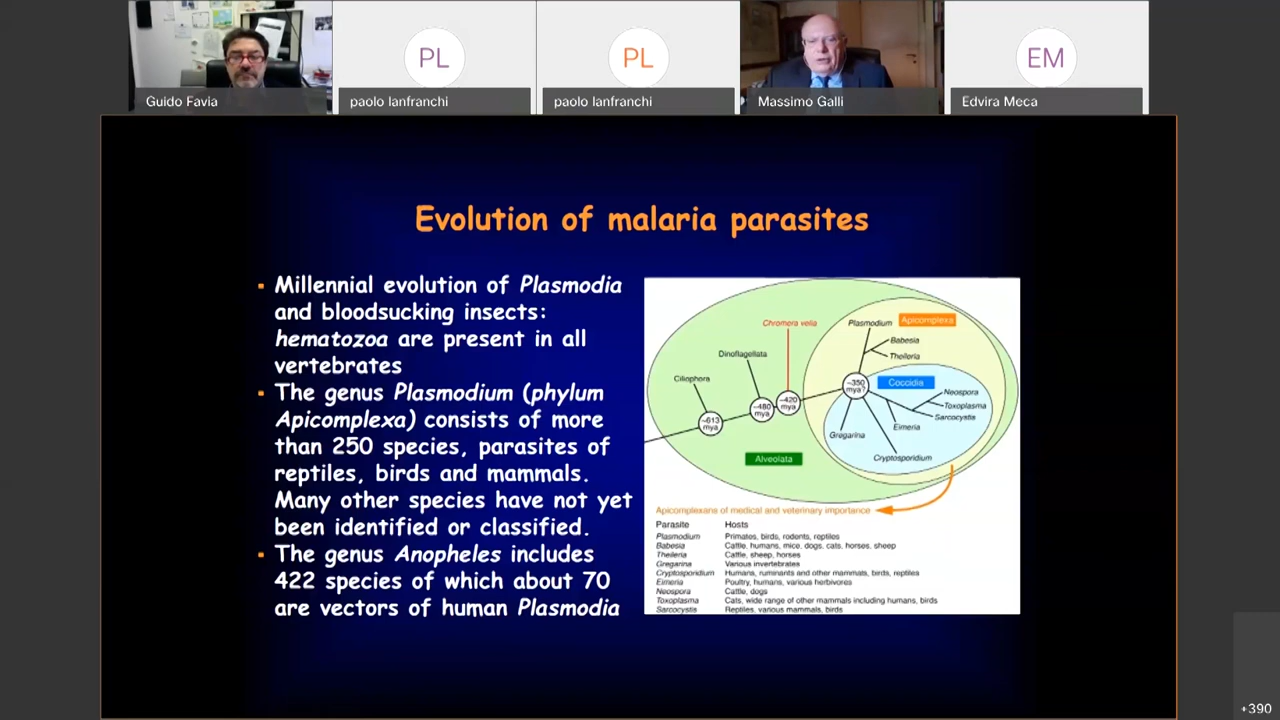 PL
PL
EM
Guido Favia
paolo lanfranchi
paolo lanfranchi
Massimo Galli
Edvira Meca
Evolution of malaria parasites
Millennial evolution of Plasmodia
and bloodsucking insects:
hematozoa are present in all
vertebrates
The genus Plasmodium (phylum
Apicomplexa) consists of more
than 250 species, parasites of
reptiles, birds and mammals.
Many other species have not yet
been identified or classified.
The genus Anopheles includes
422 species of which about 70
are vectors of human Plasmodia
Chromera velia
Plasmodium
Apicomplexa
Babesia
Theileria
Dinoflagellata
Ciliophora
~350
mya?
Coccidia
Neospora
Toxoplasma
Sarcocystis
~420
mya
~480
mya
~613
mya
Eimeria
Gregarina
Cryptosporidium
Alveolata
Apicomplexans of medical and veterinary importance
Parasite Hosts
Plasmodium Primates, birds, rodents, reptiles
Babesia Cattle, humans, mice, dogs, cats, horses, sheep
Theileria Cattle, sheep, horses
Gregarina Various invertebrates
Cryptosporidium Humans, ruminants and other mammals, birds, reptiles
Eimeria Poultry, humans, various herbivores
Neospora Cattle, dogs
Toxoplasma Cats, wide range of other mammals including humans, birds
Sarcocystis Reptiles, various mammals, birds
+390